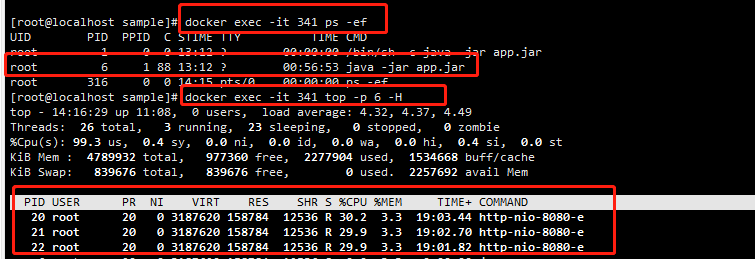 [root@localhost sample]# docker exec -it 341 ps -ef
UID        PID  PPID  C STIME TTY          TIME CMD
root         1     0  0 13:12 ?        00:00:00 /bin/sh -c java -jar app.jar
root         6     1 88 13:12 ?        00:56:53 java -jar app.jar
root       316     0  0 14:15 pts/0    00:00:00 ps -ef
[root@localhost sample]# docker exec -it 341 top -p 6 -H
top - 14:16:29 up 11:08,  0 users,  load average: 4.32, 4.37, 4.49
Threads:  26 total,   3 running,  23 sleeping,   0 stopped,   0 zombie
%Cpu(s): 99.3 us,  0.4 sy,  0.0 ni,  0.0 id,  0.0 wa,  0.0 hi,  0.4 si,  0.0 st
KiB Mem :  4789932 total,   977360 free,  2277904 used,  1534668 buff/cache
KiB Swap:   839676 total,   839676 free,        0 used.  2257692 avail Mem
PID USER      PR  NI    VIRT    RES    SHR S %CPU %MEM     TIME+ COMMAND
20 root      20   0 3187620 158784  12536 R 30.2  3.3  19:03.44 http-nio-8080-e
21 root      20   0 3187620 158784  12536 R 29.9  3.3  19:02.70 http-nio-8080-e
22 root      20   0 3187620 158784  12536 R 29.9  3.3  19:01.82 http-nio-8080-e